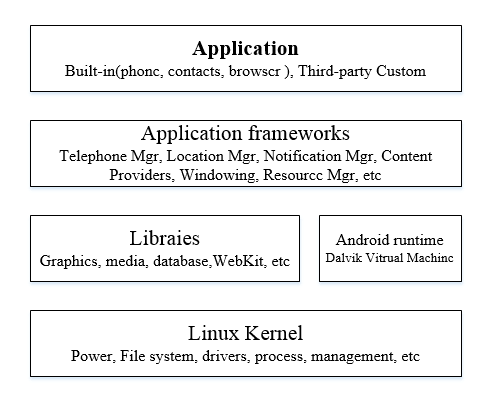 Application
Built-in(phonc, contacts, browscr ), Third-party Custom
Application frameworks
Telephone Mgr, Location Mgr, Notification Mgr, Content
Providers, Windowing, Resourcc Mgr, etc
Libraies
Graphics, media, database,WebKit, etc
Android runtime
Dalvik Vitrual Machinc
Linux Kernel
Power, File system, drivers, process, management, etc